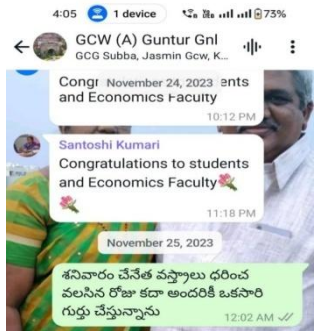 4:05 1 device 73%
GCW (A) Guntur Gnl
GCG Subba, Jasmin Gcw, K...
November 24, 2023
and Economics Faculty
10:12 PM
Santoshi Kumari
Congratulations to students
and Economics Faculty
11:18 PM
November 25, 2023
శనివారం చేనేత వస్త్రాలు ధరించ
వలసిన రోజు కదా అందరికీ ఒకసారి
గుర్తు చేస్తున్నాను
12:02 AM